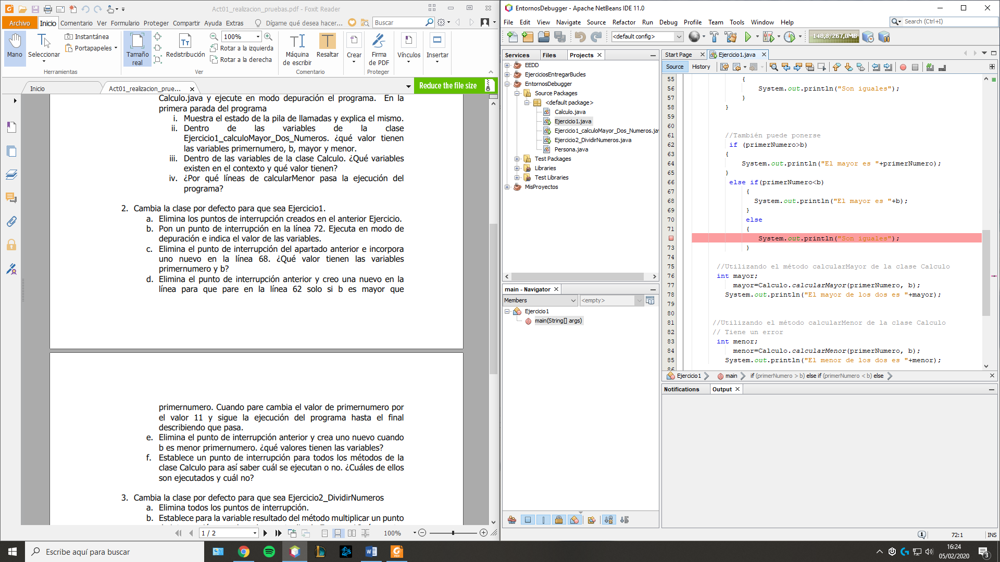 Act01_realizacion_pruebas.pdf - Foxit Reader
Archivo Inicio Comentario Ver Formulario Proteger Compartir Ayuda Extras Dígame qué desea hacer... Buscar
Mano
Seleccionar
Instantánea
Portapapeles
Herramientas
Tamaño real
100%
Rotar a la izquierda
Rotar a la derecha
Redistribución
Ver
Máquina de escribir
Resaltar
Comentario
Crear
Firma de PDF
Proteger
Vínculos
Insertar
Inicio Act01_realizacion_prue...
Reduce the file size
Calculo.java y ejecute en modo depuración el programa. En la
primera parada del programa
i. Muestra el estado de la pila de llamadas y explica el mismo.
ii. Dentro de las variables de la clase
Ejercicio1_calculoMayor_Dos_Numeros. ¿qué valor tienen
las variables primernumero, b, mayor y menor.
iii. Dentro de las variables de la clase Calculo. ¿Qué variables
existen en el contexto y qué valor tienen?
iv. ¿Por qué líneas de calcularMenor pasa la ejecución del
programa?
2. Cambia la clase por defecto para que sea Ejercicio1.
a. Elimina los puntos de interrupción creados en el anterior Ejercicio.
b. Pon un punto de interrupción en la línea 72. Ejecuta en modo de
depuración e indica el valor de las variables.
c. Elimina el punto de interrupción del apartado anterior e incorpora
uno nuevo en la línea 68. ¿Qué valor tienen las variables
primernumero y b?
d. Elimina el punto de interrupción anterior y creo una nuevo en la
línea para que pare en la línea 62 solo si b es mayor que
primernumero. Cuando pare cambia el valor de primernumero por
el valor 11 y sigue la ejecución del programa hasta el final
describiendo que pasa.
e. Elimina el punto de interrupción anterior y crea uno nuevo cuando
b es menor primernumero. ¿qué valores tienen las variables?
f. Establece un punto de interrupción para todos los métodos de la
clase Calculo para así saber cuál se ejecutan o no. ¿Cuáles de ellos
son ejecutados y cuál no?
3. Cambia la clase por defecto para que sea Ejercicio2_DividirNumeros
a. Elimina todos los puntos de interrupción.
b. Establece para la variable resultado del método multiplicar un punto
1 / 2
100%
EntornosDebugger - Apache NetBeans IDE 11.0
File Edit View Navigate Source Refactor Run Debug Profile Team Tools Window Help
Search (Ctrl+I)
<default config>
148,8/267,0MB
Services Files Projects
EEDD
EjerciciosEntregarBucles
EntornosDebugger
Source Packages
<default package>
Calculo.java
Ejercicio1.java
Ejercicio1_calculoMayor_Dos_Numeros.jav
Ejercicio2_DividirNumeros.java
Persona.java
Test Packages
Libraries
Test Libraries
MisProyectos
main - Navigator
Members <empty>
Ejercicio1
main(String[] args)
Start Page Ejercicio1.java
Source History
55 {
56 System.out.println("Son iguales");
57 }
58 }
59
60
61 //También puede ponerse
62 if (primerNumero>b)
63 {
64 System.out.println("El mayor es "+primerNumero);
65 }
66 else if(primerNumero<b)
67 {
68 System.out.println("El mayor es "+b);
69 }
70 else
71 {
System.out.println("Son iguales");
73 }
74
75 //Utilizando el método calcularMayor de la clase Calculo
76 int mayor;
77 mayor=Calculo.calcularMayor(primerNumero, b);
78 System.out.println("El mayor de los dos es "+mayor);
79
80
81 //Utilizando el método calcularMenor de la clase Calculo
82 // Tiene un error
83 int menor;
84 menor=Calculo.calcularMenor(primerNumero, b);
85 System.out.println("El menor de los dos es "+menor);
86
Ejercicio1 main if (primerNumero > b) else if (primerNumero < b) else
Notifications Output
1 72:1 INS
Escribe aquí para buscar
16:24
05/02/2020
3